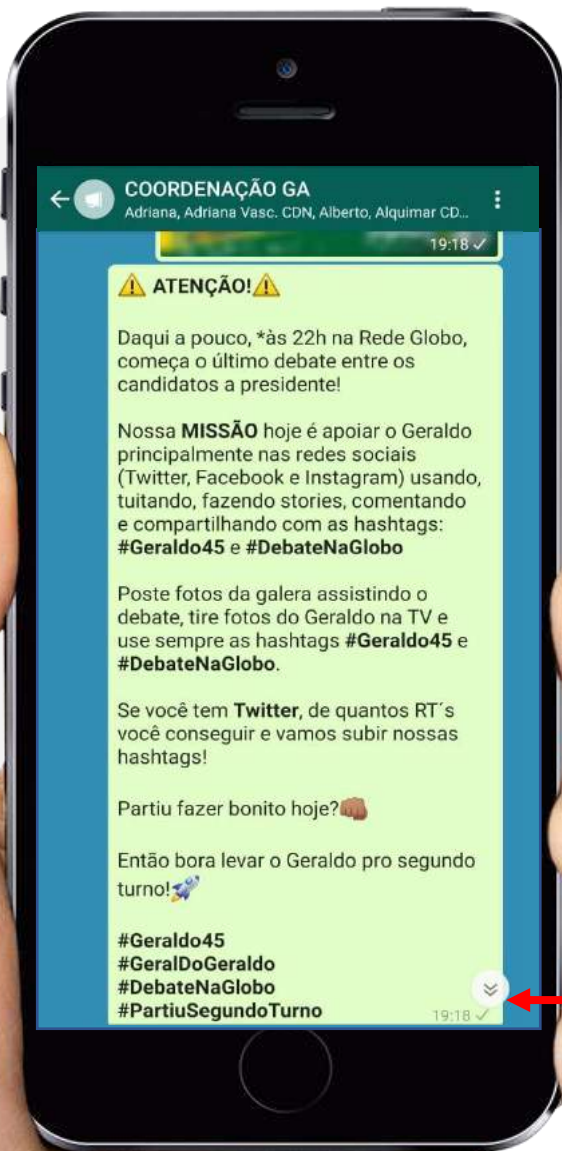 COORDENAÇÃO GA
Adriana, Adriana Vasc. CDN, Alberto, Alquimar CD...
19:18
⚠ ATENÇÃO!⚠
Daqui a pouco, *às 22h na Rede Globo,
começa o último debate entre os
candidatos a presidente!
Nossa MISSÃO hoje é apoiar o Geraldo
principalmente nas redes sociais
(Twitter, Facebook e Instagram) usando,
tuitando, fazendo stories, comentando
e compartilhando com as hashtags:
#Geraldo45 e #DebateNaGlobo
Poste fotos da galera assistindo o
debate, tire fotos do Geraldo na TV e
use sempre as hashtags #Geraldo45 e
#DebateNaGlobo.
Se você tem Twitter, de quantos RT´s
você conseguir e vamos subir nossas
hashtags!
Partiu fazer bonito hoje?👊🏽
Então bora levar o Geraldo pro segundo
turno!🚀
#Geraldo45
#GeralDoGeraldo
#DebateNaGlobo
#PartiuSegundoTurno
19:18